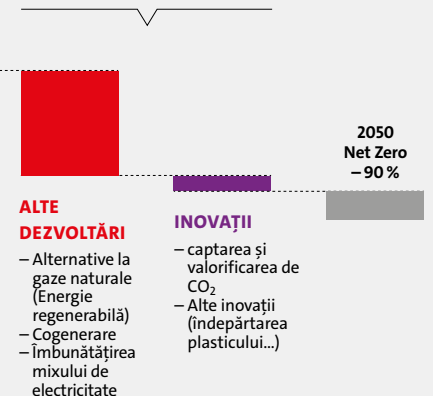 2050
Net Zero
– 90 %
ALTE
DEZVOLTĂRI
– Alternative la
gaze naturale
(Energie
regenerabilă)
– Cogenerare
– Îmbunătățirea
mixului de
electricitate
INOVAȚII
– captarea și
valorificarea de
CO₂
– Alte inovații
(îndepărtarea
plasticului...)